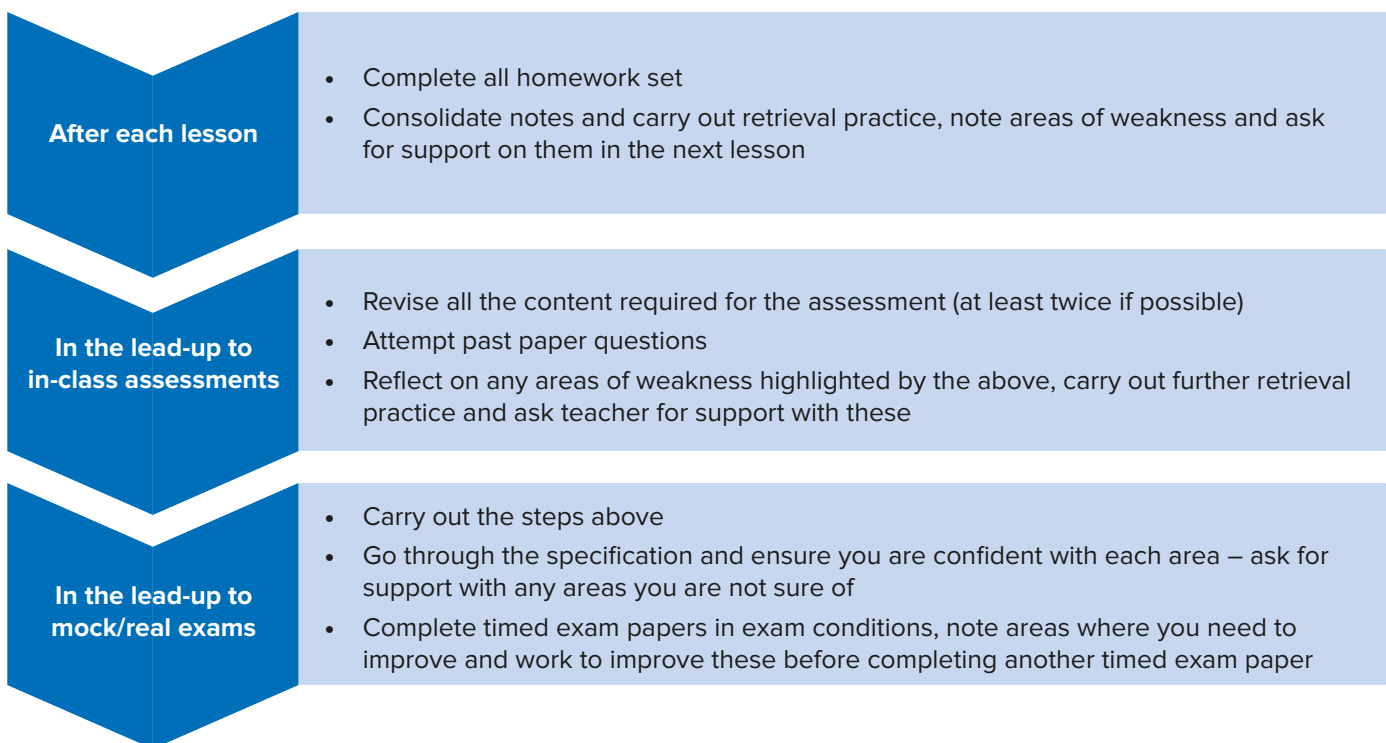 After each lesson
• Complete all homework set
• Consolidate notes and carry out retrieval practice, note areas of weakness and ask
for support on them in the next lesson
In the lead-up to
in-class assessments
• Revise all the content required for the assessment (at least twice if possible)
• Attempt past paper questions
• Reflect on any areas of weakness highlighted by the above, carry out further retrieval
practice and ask teacher for support with these
In the lead-up to
mock/real exams
• Carry out the steps above
• Go through the specification and ensure you are confident with each area – ask for
support with any areas you are not sure of
• Complete timed exam papers in exam conditions, note areas where you need to
improve and work to improve these before completing another timed exam paper